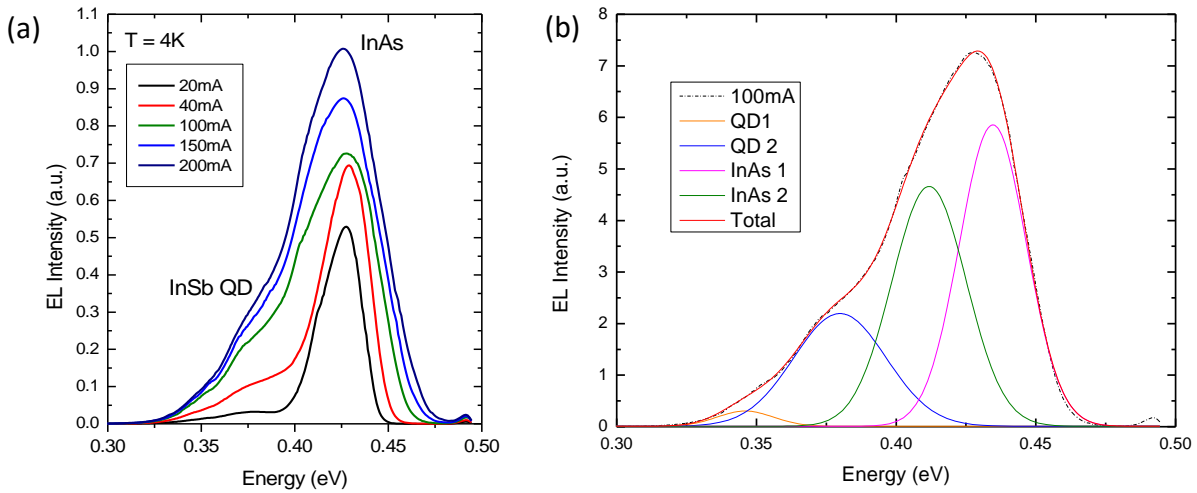 (a)
T = 4K
InAs
20mA
40mA
100mA
150mA
200mA
InSb QD
EL Intensity (a.u.)
1.1
1.0
0.9
0.8
0.7
0.6
0.5
0.4
0.3
0.2
0.1
0.0
0.30 0.35 0.40 0.45 0.50
Energy (eV)
(b)
100mA
QD1
QD 2
InAs 1
InAs 2
Total
EL Intensity (a.u.)
8
7
6
5
4
3
2
1
0
0.30 0.35 0.40 0.45 0.50
Energy (eV)